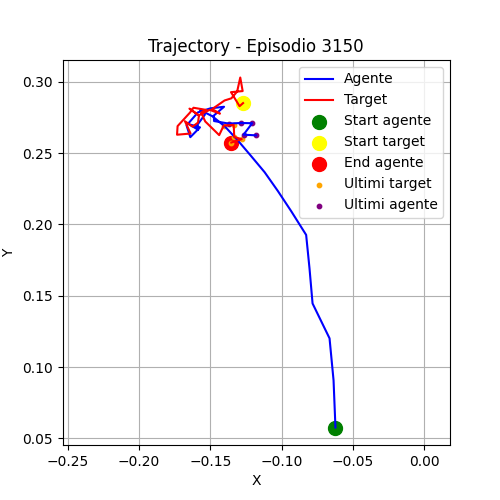 Trajectory - Episodio 3150
Agente
Target
Start agente
Start target
End agente
Ultimi target
Ultimi agente
Y
0.30
0.25
0.20
0.15
0.10
0.05
−0.25 −0.20 −0.15 −0.10 −0.05 0.00
X